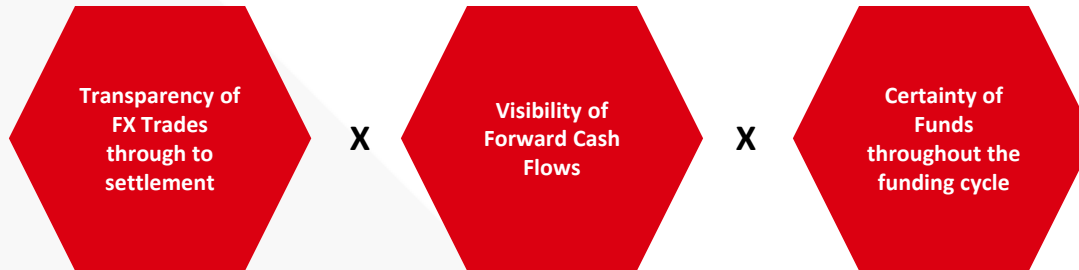 Transparency of
FX Trades
through to
settlement
X
Visibility of
Forward Cash
Flows
X
Certainty of
Funds
throughout the
funding cycle